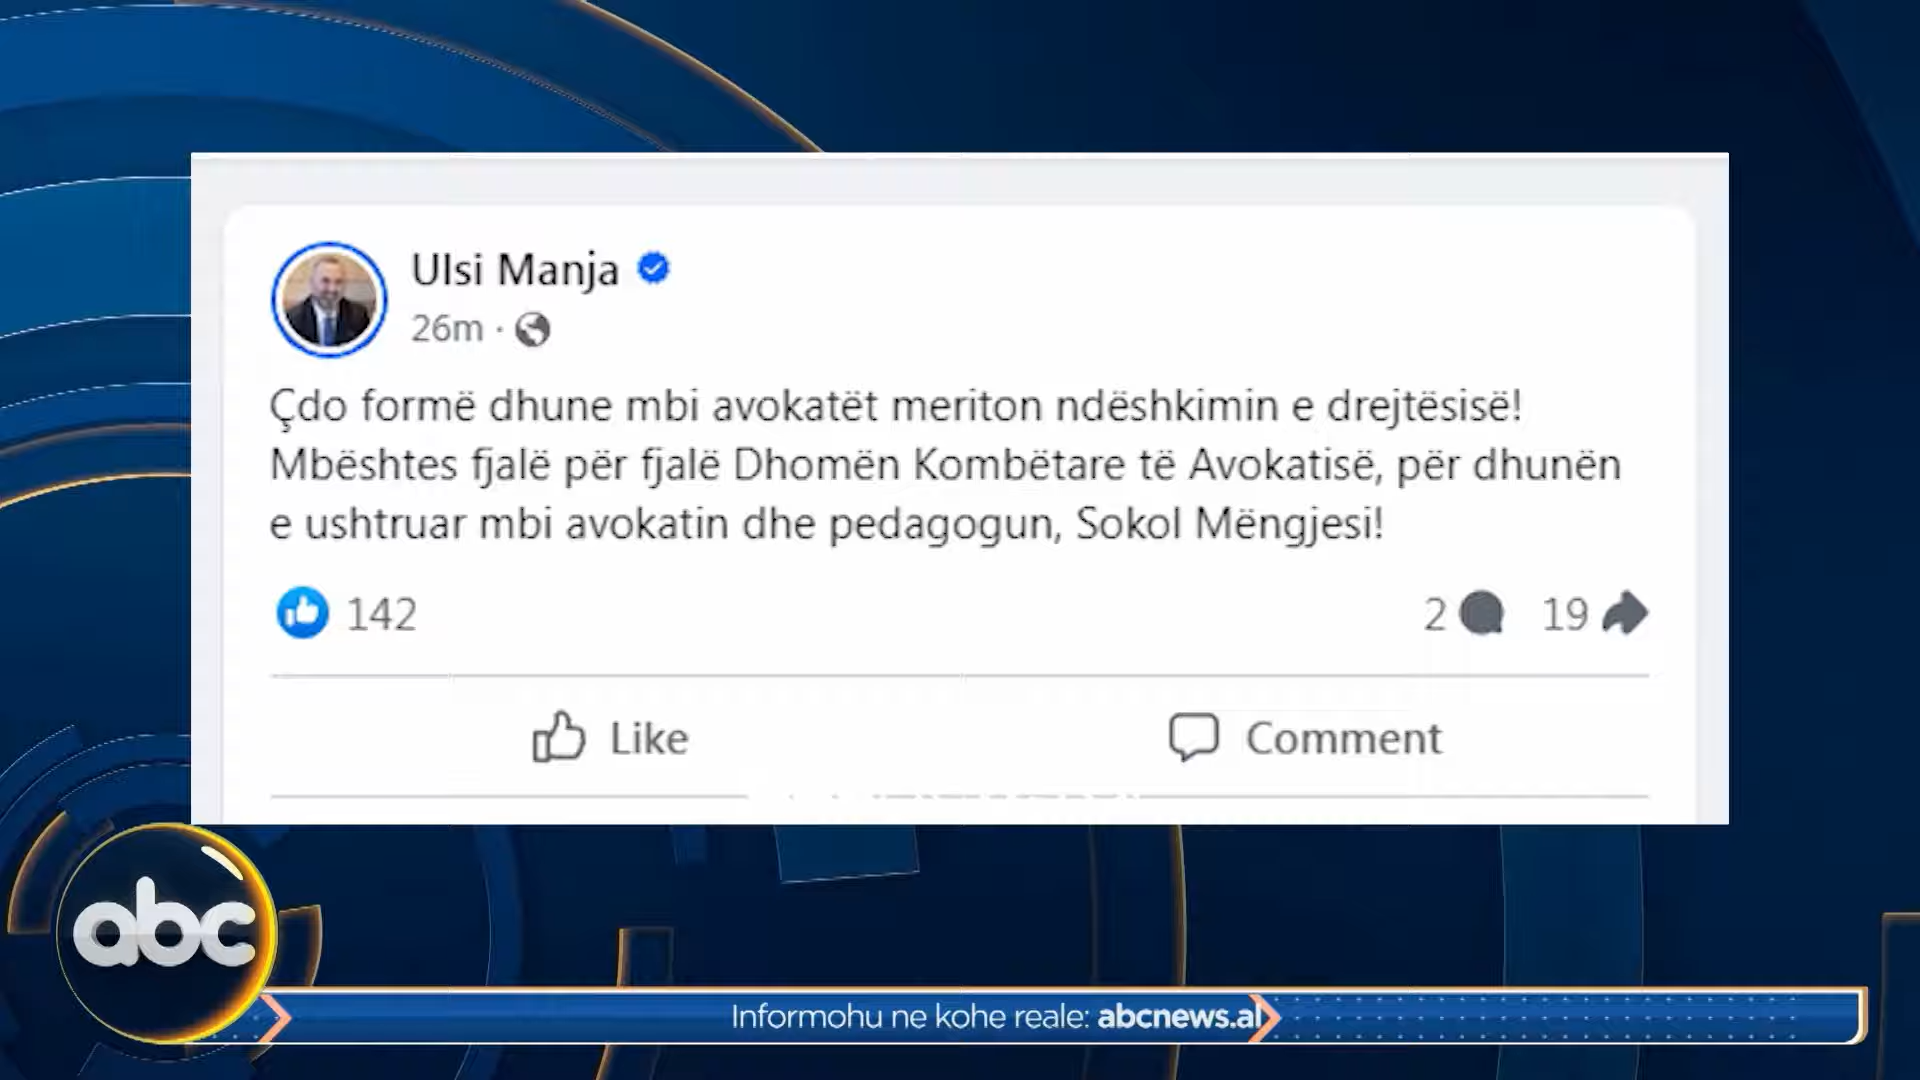 Ulsi Manja
26m ·
Çdo formë dhune mbi avokatët meriton ndëshkimin e drejtësisë!
Mbështes fjalë për fjalë Dhomën Kombëtare të Avokatisë, për dhunën
e ushtruar mbi avokatin dhe pedagogun, Sokol Mëngjesi!
142
2 19
Like Comment
abc
Informohu ne kohe reale: abcnews.al